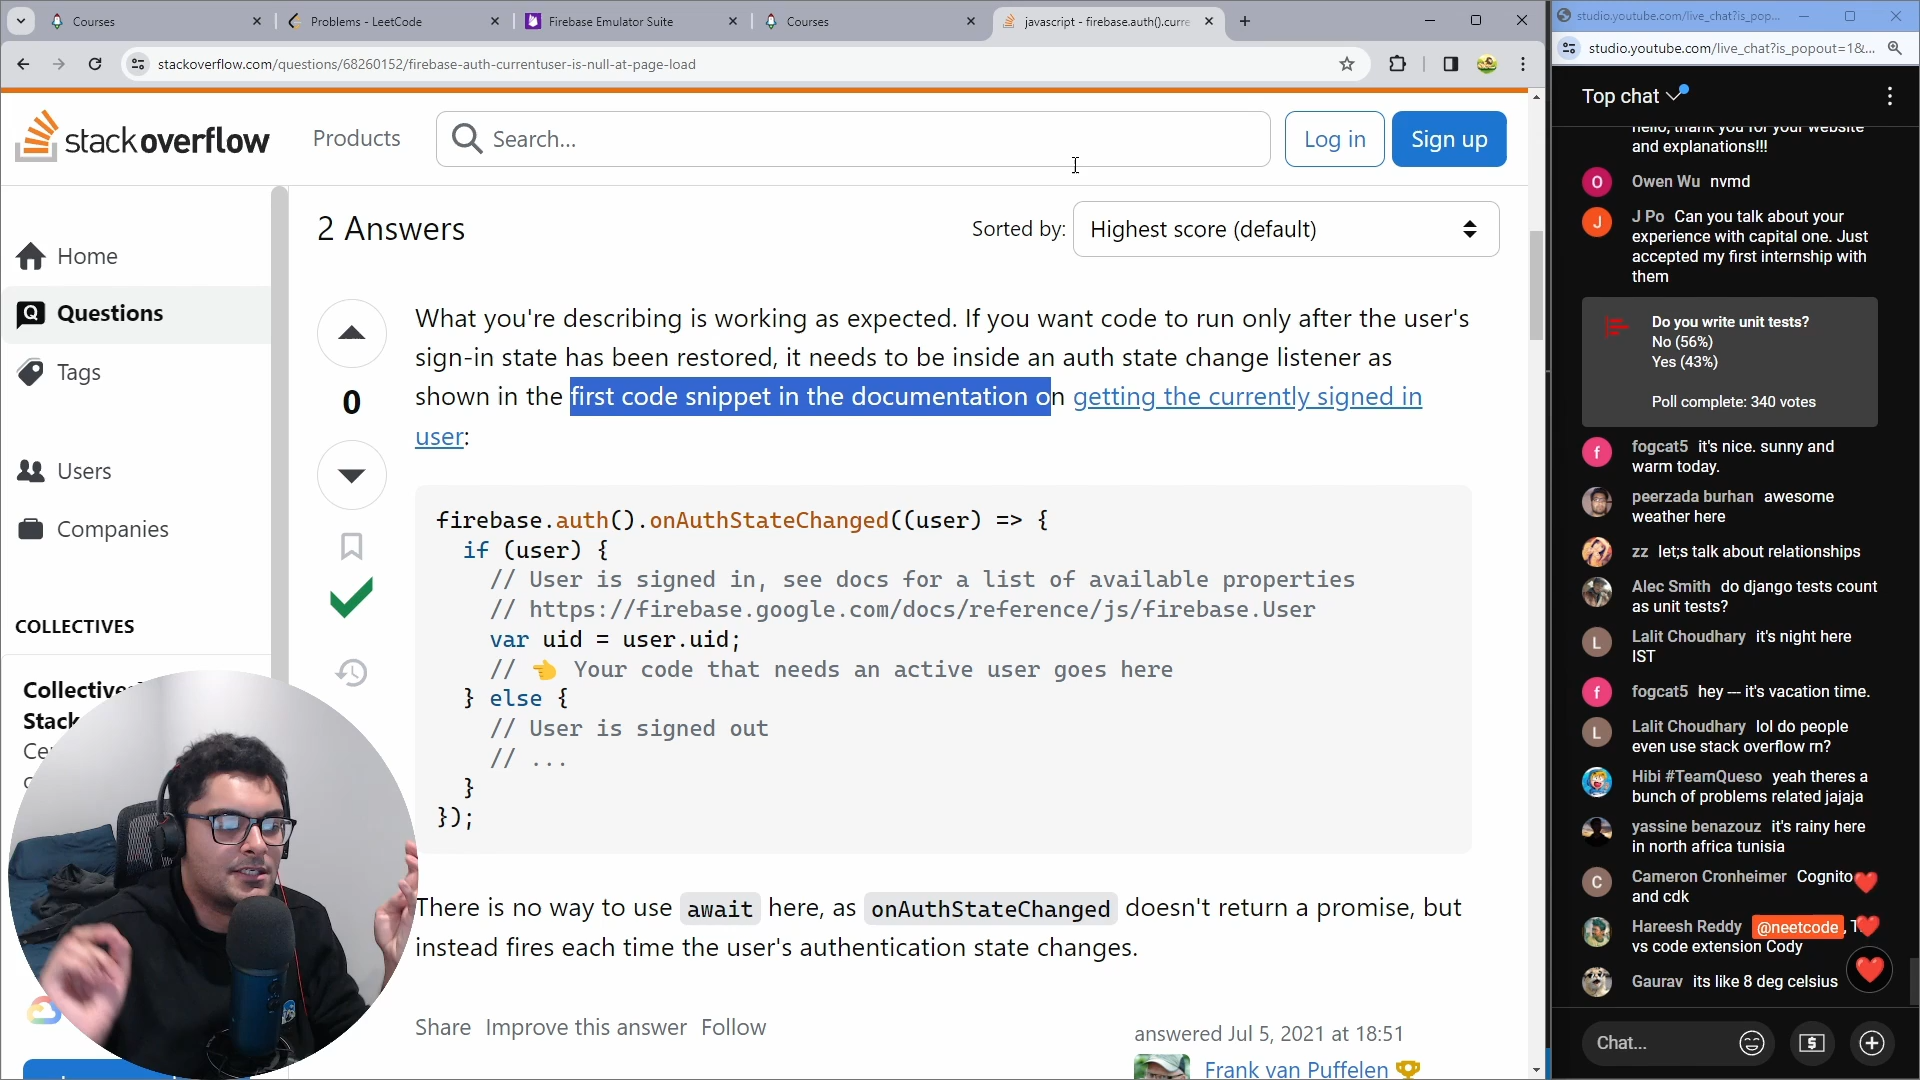 Courses
Problems - LeetCode
Firebase Emulator Suite
Courses
javascript - firebase.auth().curre
stackoverflow.com/questions/68260152/firebase-auth-currentuser-is-null-at-page-load
stackoverflow
Products
Search...
Log in
Sign up
Home
Questions
Tags
Users
Companies
COLLECTIVES
2 Answers
Sorted by:
Highest score (default)
What you're describing is working as expected. If you want code to run only after the user's
sign-in state has been restored, it needs to be inside an auth state change listener as
shown in the first code snippet in the documentation on getting the currently signed in
user:
0
firebase.auth().onAuthStateChanged((user) => {
if (user) {
// User is signed in, see docs for a list of available properties
// https://firebase.google.com/docs/reference/js/firebase.User
var uid = user.uid;
// 👈 Your code that needs an active user goes here
} else {
// User is signed out
// ...
}
});
There is no way to use await here, as onAuthStateChanged doesn't return a promise, but
instead fires each time the user's authentication state changes.
Share Improve this answer Follow
answered Jul 5, 2021 at 18:51
Frank van Puffelen
studio.youtube.com/live_chat?is_pop...
studio.youtube.com/live_chat?is_popout=1&...
Top chat
hello, thank you for your website
and explanations!!!
O
Owen Wu nvmd
J
J Po Can you talk about your
experience with capital one. Just
accepted my first internship with
them
Do you write unit tests?
No (56%)
Yes (43%)
Poll complete: 340 votes
f
fogcat5 it's nice. sunny and
warm today.
peerzada burhan awesome
weather here
zz let;s talk about relationships
Alec Smith do django tests count
as unit tests?
L
Lalit Choudhary it's night here
IST
f
fogcat5 hey --- it's vacation time.
L
Lalit Choudhary lol do people
even use stack overflow rn?
Hibi #TeamQueso yeah theres a
bunch of problems related jajaja
yassine benazouz it's rainy here
in north africa tunisia
C
Cameron Cronheimer Cognito
and cdk
Hareesh Reddy @neetcode,
vs code extension Cody
Gaurav its like 8 deg celsius
Chat...